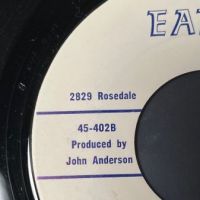 EA
2829 Rosedale
45-402B
Produced by
John Anderson